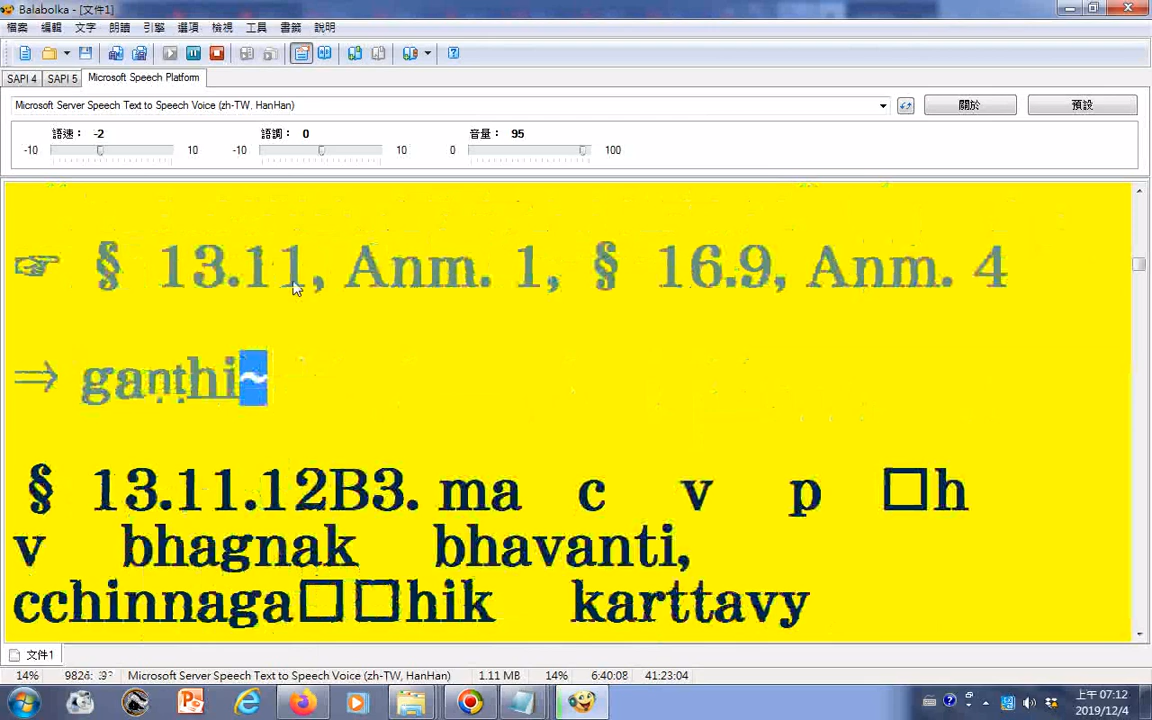 Balabolka - [文件1]
檔案 編輯 文字 朗讀 引擎 選項 檢視 工具 書籤 說明
SAPI 4 SAPI 5 Microsoft Speech Platform
Microsoft Server Speech Text to Speech Voice (zh-TW, HanHan) 關於 預設
語速： -2 語調： 0 音量： 95
-10 10 -10 10 0 100
☞ § 13.11, Anm. 1, § 16.9, Anm. 4
⇒ gaṇṭhi~
§ 13.11.12B3. ma c v p □h
v bhagnak bhavanti,
cchinnaga□□hik karttavy
文件1
14% Microsoft Server Speech Text to Speech Voice (zh-TW, HanHan) 1.11 MB 14% 6:40:08 41:23:04
上午 07:12
2019/12/4